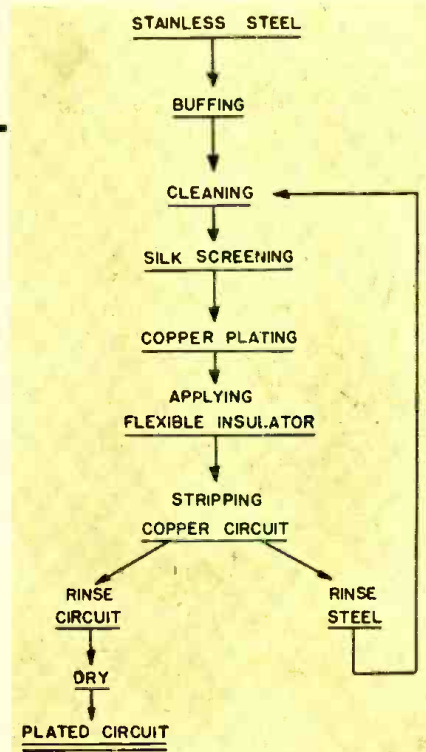 STAINLESS STEEL
BUFFING
CLEANING
SILK SCREENING
COPPER PLATING
APPLYING
FLEXIBLE INSULATOR
STRIPPING
COPPER CIRCUIT
RINSE
CIRCUIT
RINSE
STEEL
DRY
PLATED CIRCUIT